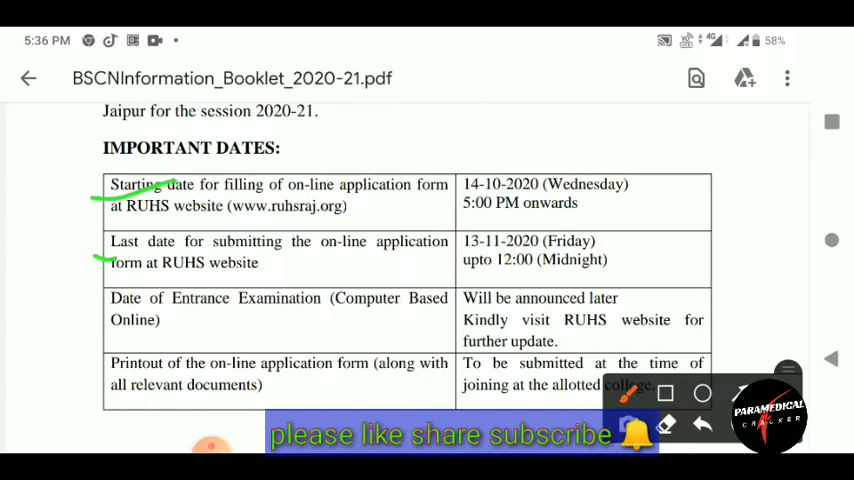 5:36 PM
4G
58%
BSCNInformation_Booklet_2020-21.pdf
Jaipur for the session 2020-21.
IMPORTANT DATES:
Starting date for filling of on-line application form
at RUHS website (www.ruhsraj.org)
14-10-2020 (Wednesday)
5:00 PM onwards
Last date for submitting the on-line application
form at RUHS website
13-11-2020 (Friday)
upto 12:00 (Midnight)
Date of Entrance Examination (Computer Based
Online)
Will be announced later
Kindly visit RUHS website for
further update.
Printout of the on-line application form (along with
all relevant documents)
To be submitted at the time of
joining at the allotted college.
please like share subscribe
PARAMEDICAL
CRACKER